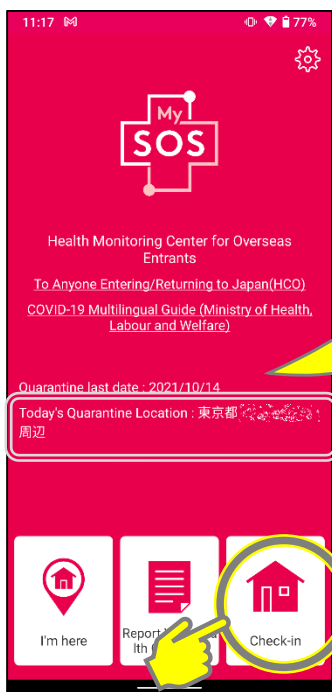 11:17 77%
My
SOS
Health Monitoring Center for Overseas
Entrants
To Anyone Entering/Returning to Japan(HCO)
COVID-19 Multilingual Guide (Ministry of Health,
Labour and Welfare)
Quarantine last date : 2021/10/14
Today's Quarantine Location : 東京都
周辺
I'm here
Report
Check-in